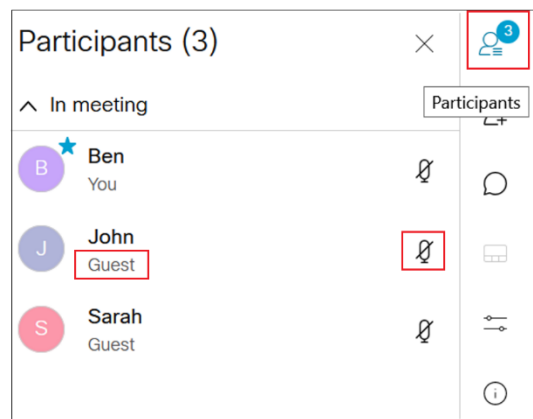 Participants (3)
3
In meeting
Participants
B
Ben
You
J
John
Guest
S
Sarah
Guest